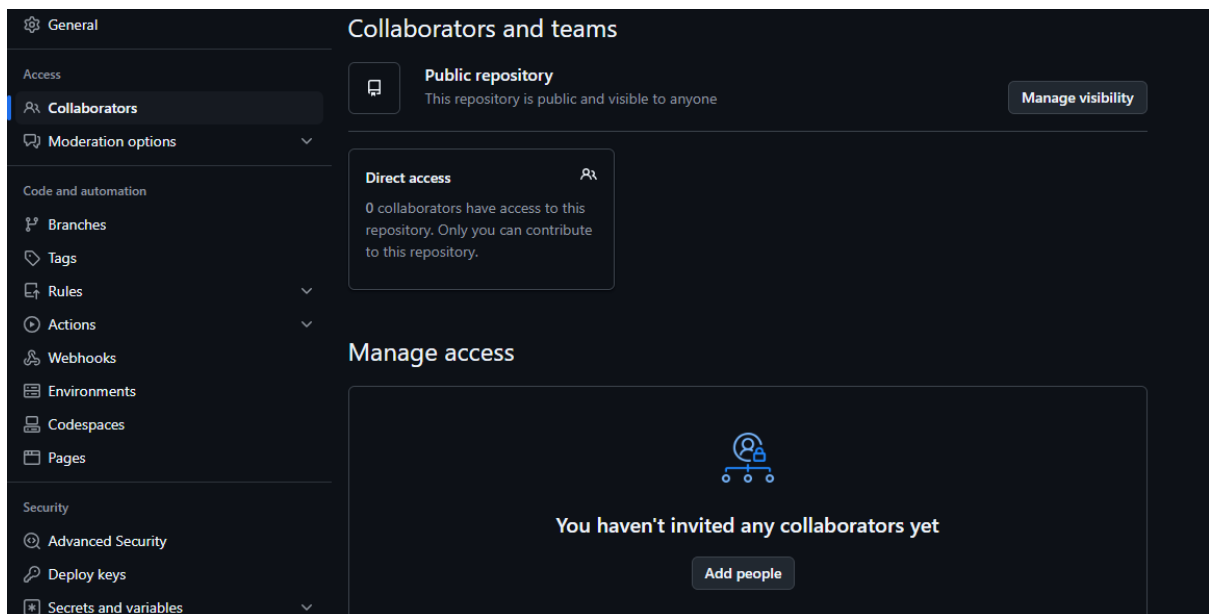 General
Access
Collaborators
Moderation options
Code and automation
Branches
Tags
Rules
Actions
Webhooks
Environments
Codespaces
Pages
Security
Advanced Security
Deploy keys
Secrets and variables
Collaborators and teams
Public repository
This repository is public and visible to anyone
Manage visibility
Direct access
0 collaborators have access to this
repository. Only you can contribute
to this repository.
Manage access
You haven't invited any collaborators yet
Add people